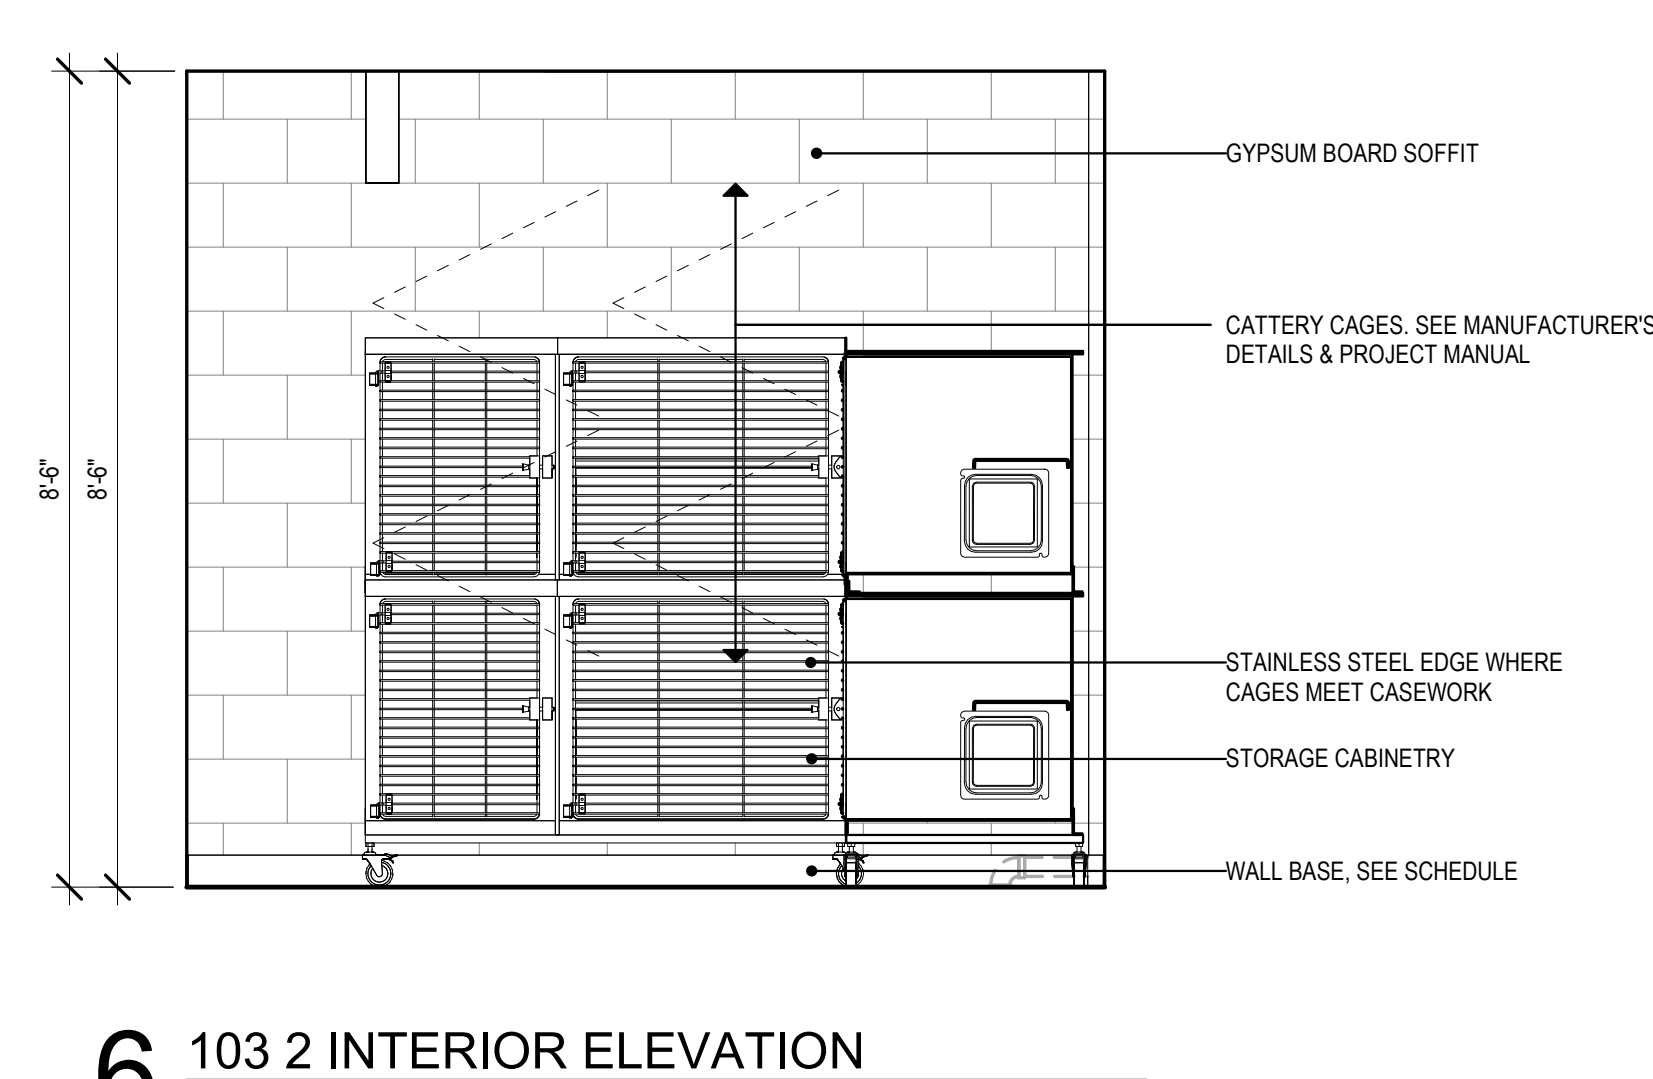 8'-6"
8'-6"
GYPSUM BOARD SOFFIT
CATTERY CAGES. SEE MANUFACTURER'S
DETAILS & PROJECT MANUAL
STAINLESS STEEL EDGE WHERE
CAGES MEET CASEWORK
STORAGE CABINETRY
WALL BASE, SEE SCHEDULE
6
103 2 INTERIOR ELEVATION